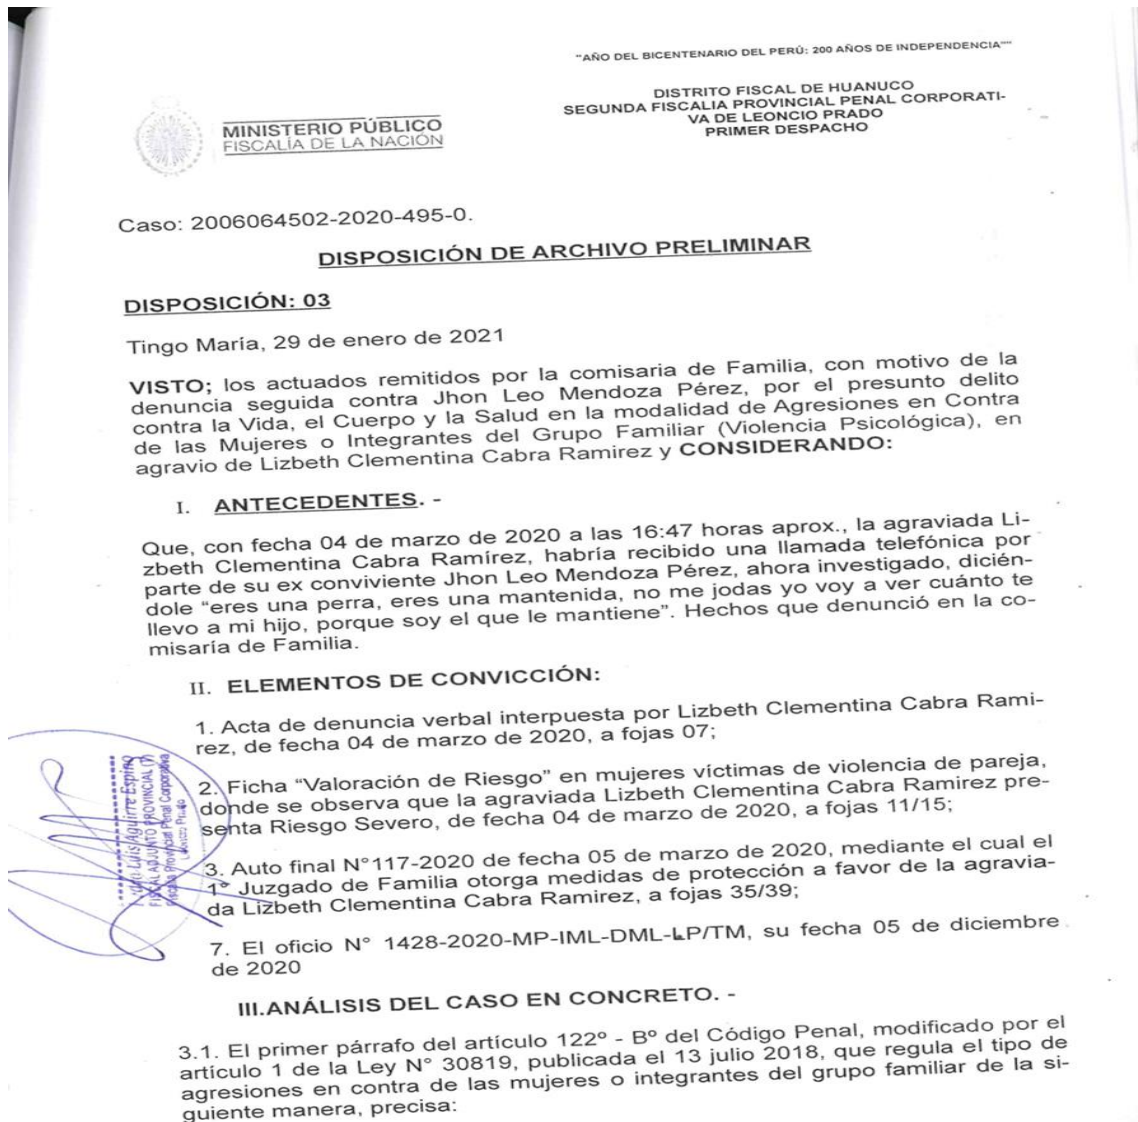 "AÑO DEL BICENTENARIO DEL PERÚ: 200 AÑOS DE INDEPENDENCIA""
DISTRITO FISCAL DE HUANUCO
SEGUNDA FISCALIA PROVINCIAL PENAL CORPORATI-
VA DE LEONCIO PRADO
PRIMER DESPACHO
MINISTERIO PÚBLICO
FISCALÍA DE LA NACIÓN
Caso: 2006064502-2020-495-0.
DISPOSICIÓN DE ARCHIVO PRELIMINAR
DISPOSICIÓN: 03
Tingo María, 29 de enero de 2021
VISTO; los actuados remitidos por la comisaria de Familia, con motivo de la
denuncia seguida contra Jhon Leo Mendoza Pérez, por el presunto delito
contra la Vida, el Cuerpo y la Salud en la modalidad de Agresiones en Contra
de las Mujeres o Integrantes del Grupo Familiar (Violencia Psicológica), en
agravio de Lizbeth Clementina Cabra Ramirez y CONSIDERANDO:
I. ANTECEDENTES. -
Que, con fecha 04 de marzo de 2020 a las 16:47 horas aprox., la agraviada Li-
zbeth Clementina Cabra Ramírez, habría recibido una llamada telefónica por
parte de su ex conviviente Jhon Leo Mendoza Pérez, ahora investigado, dicién-
dole “eres una perra, eres una mantenida, no me jodas yo voy a ver cuánto te
llevo a mi hijo, porque soy el que le mantiene”. Hechos que denunció en la co-
misaría de Familia.
II. ELEMENTOS DE CONVICCIÓN:
1. Acta de denuncia verbal interpuesta por Lizbeth Clementina Cabra Rami-
rez, de fecha 04 de marzo de 2020, a fojas 07;
2. Ficha “Valoración de Riesgo” en mujeres víctimas de violencia de pareja,
donde se observa que la agraviada Lizbeth Clementina Cabra Ramirez pre-
senta Riesgo Severo, de fecha 04 de marzo de 2020, a fojas 11/15;
3. Auto final N°117-2020 de fecha 05 de marzo de 2020, mediante el cual el
1° Juzgado de Familia otorga medidas de protección a favor de la agravia-
da Lizbeth Clementina Cabra Ramirez, a fojas 35/39;
7. El oficio N° 1428-2020-MP-IML-DML-LP/TM, su fecha 05 de diciembre
de 2020
Luis Aguirre Espino
FISCAL ADJUNTO PROVINCIAL (T)
Fiscalía Provincial Penal Corporativa
Leoncio Prado
III.ANÁLISIS DEL CASO EN CONCRETO. -
3.1. El primer párrafo del artículo 122º - Bº del Código Penal, modificado por el
artículo 1 de la Ley N° 30819, publicada el 13 julio 2018, que regula el tipo de
agresiones en contra de las mujeres o integrantes del grupo familiar de la si-
guiente manera, precisa: